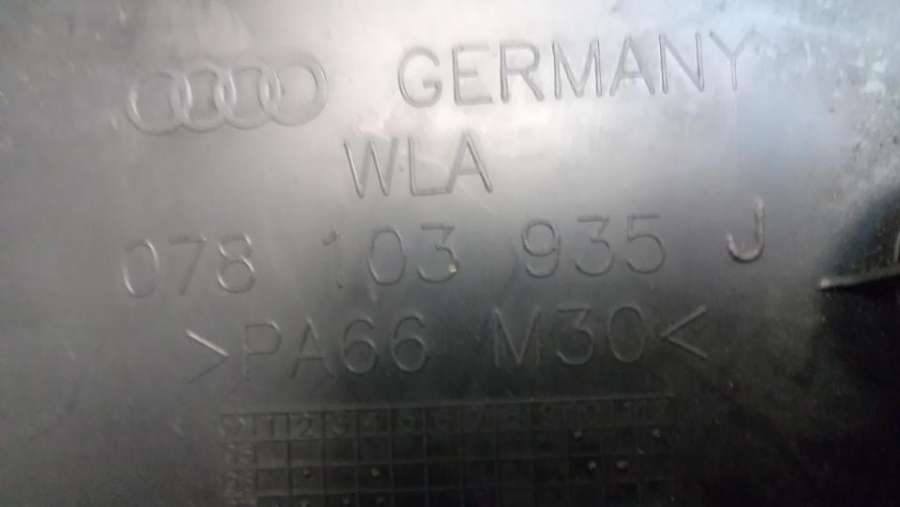 GERMANY
WLA
078 103 935 J
>PA66 M30<